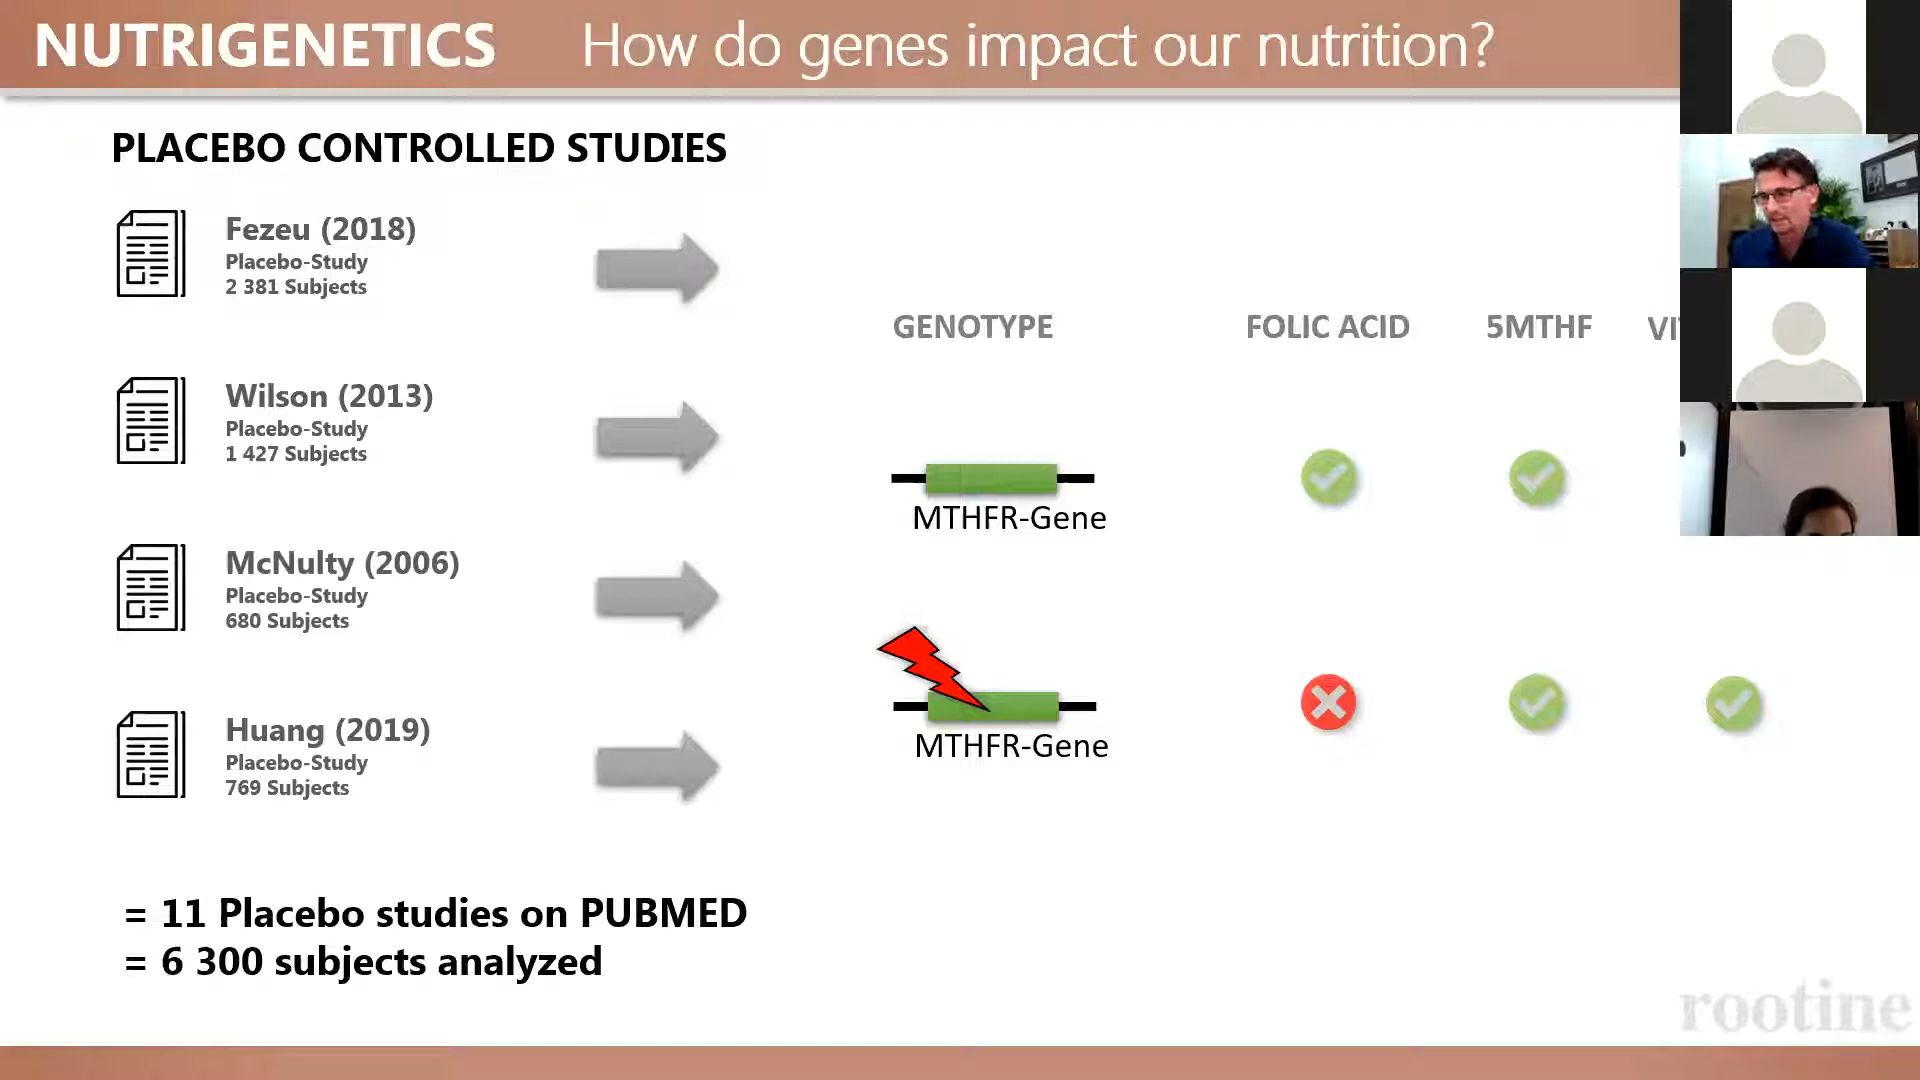 NUTRIGENETICS How do genes impact our nutrition?
PLACEBO CONTROLLED STUDIES
Fezeu (2018)
Placebo-Study
2 381 Subjects
Wilson (2013)
Placebo-Study
1 427 Subjects
McNulty (2006)
Placebo-Study
680 Subjects
Huang (2019)
Placebo-Study
769 Subjects
= 11 Placebo studies on PUBMED
= 6 300 subjects analyzed
GENOTYPE FOLIC ACID 5MTHF
MTHFR-Gene
MTHFR-Gene
rootine